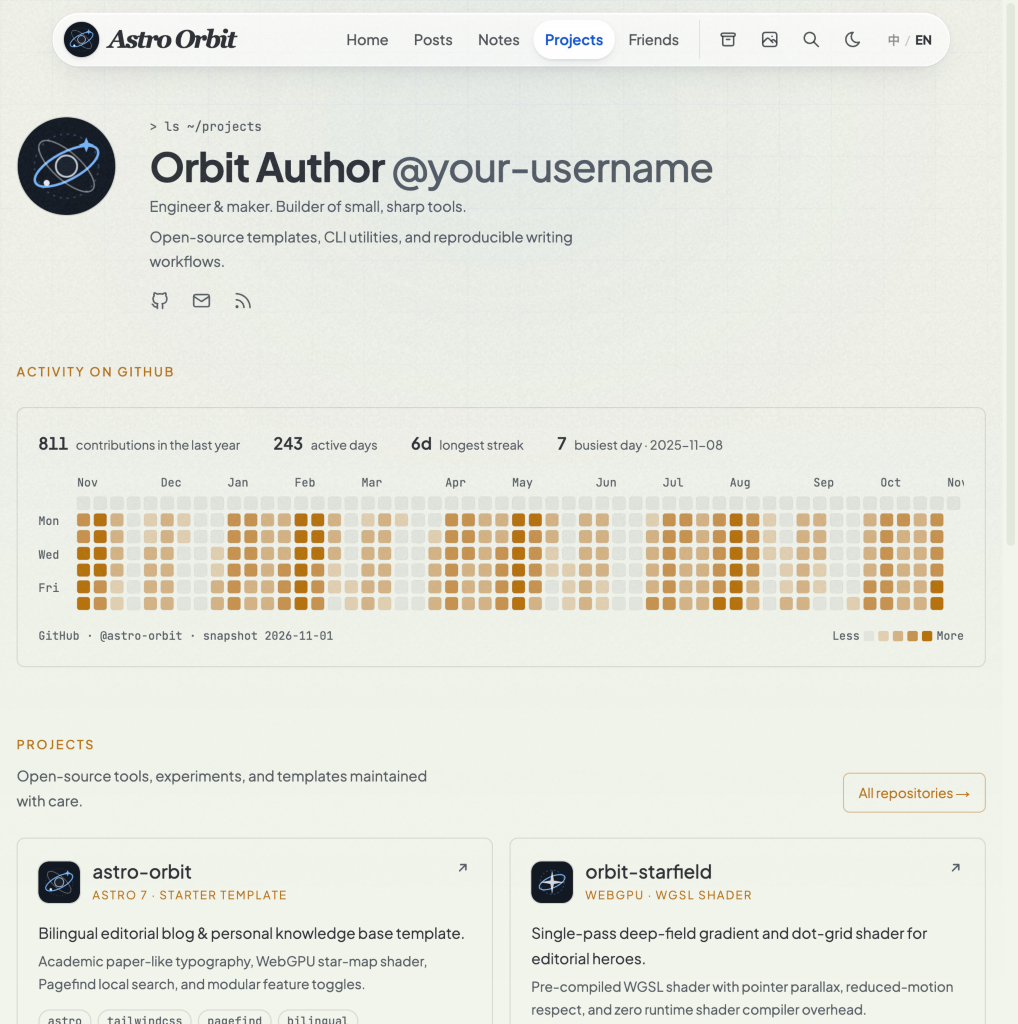 Astro Orbit
Home Posts Notes Projects Friends 中 / EN
> ls ~/projects
Orbit Author @your-username
Engineer & maker. Builder of small, sharp tools.
Open-source templates, CLI utilities, and reproducible writing
workflows.
ACTIVITY ON GITHUB
811 contributions in the last year 243 active days 6d longest streak 7 busiest day · 2025-11-08
Nov Dec Jan Feb Mar Apr May Jun Jul Aug Sep Oct Nov
Mon
Wed
Fri
GitHub · @astro-orbit · snapshot 2026-11-01 Less More
PROJECTS
Open-source tools, experiments, and templates maintained
with care.
All repositories →
astro-orbit
ASTRO 7 · STARTER TEMPLATE
Bilingual editorial blog & personal knowledge base template.
Academic paper-like typography, WebGPU star-map shader,
Pagefind local search, and modular feature toggles.
astro tailwindcss pagefind bilingual
orbit-starfield
WEBGPU · WGSL SHADER
Single-pass deep-field gradient and dot-grid shader for
editorial heroes.
Pre-compiled WGSL shader with pointer parallax, reduced-motion
respect, and zero runtime shader compiler overhead.